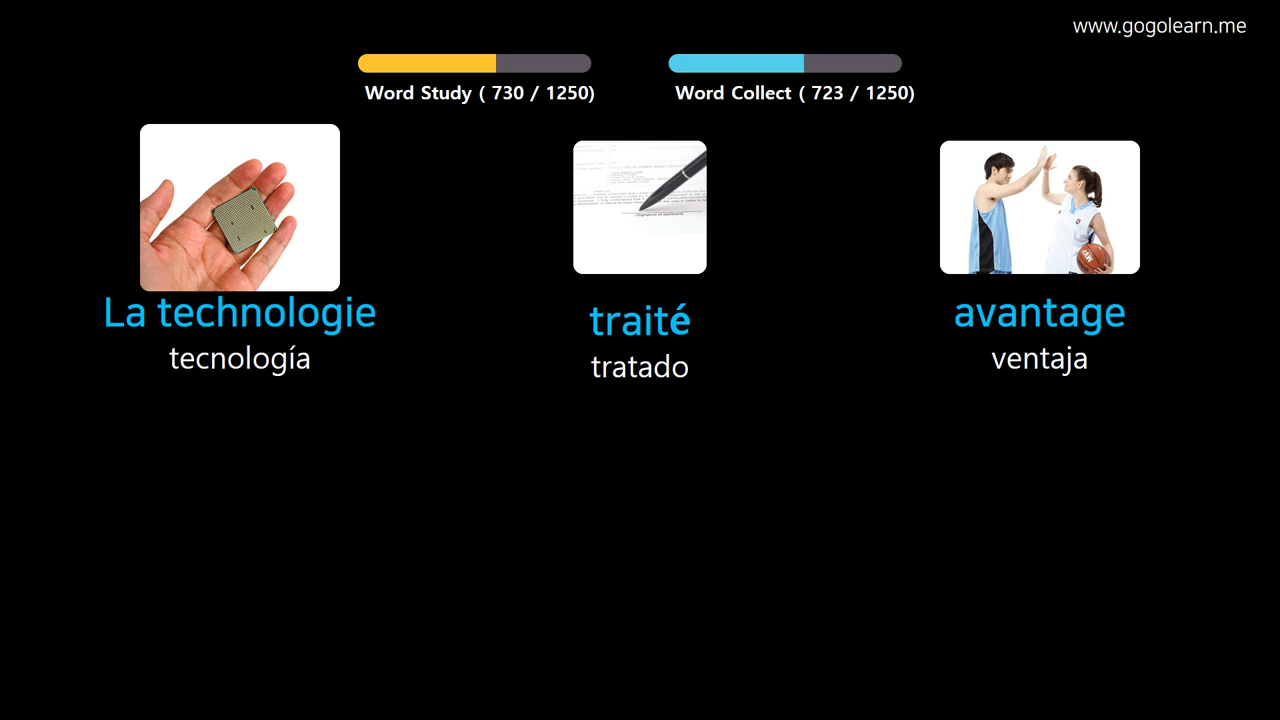 www.gogolearn.me
Word Study ( 730 / 1250)
Word Collect ( 723 / 1250)
La technologie
tecnología
traité
tratado
avantage
ventaja